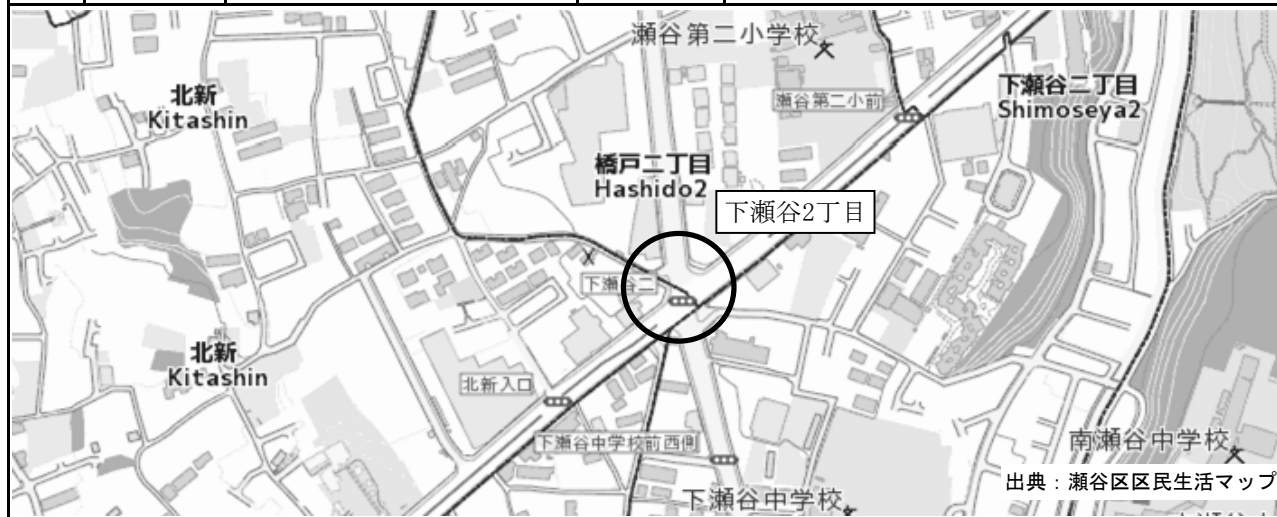 瀬谷第二小学校
北新
Kitashin
瀬谷第二小前
下瀬谷二丁目
Shimoseya2
橋戸二丁目
Hashido2
下瀬谷2丁目
下瀬谷二
北新
Kitashin
北新入口
下瀬谷中学校前西側
南瀬谷中学校
出典：瀬谷区区民生活マップ
下瀬谷中学校